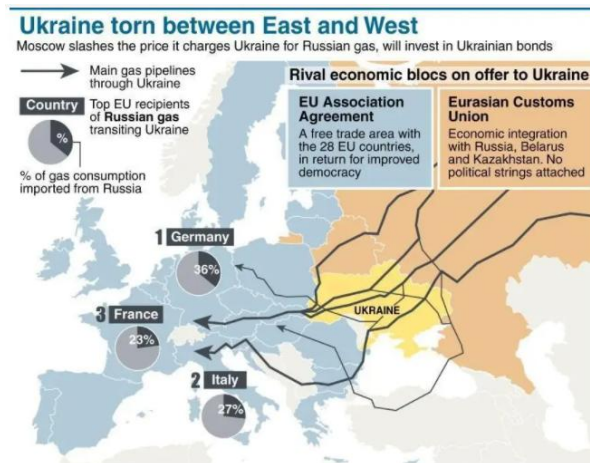 Ukraine torn between East and West
Moscow slashes the price it charges Ukraine for Russian gas, will invest in Ukrainian bonds
Main gas pipelines
through Ukraine
Country
Top EU recipients
of Russian gas
transiting Ukraine
%
% of gas consumption
imported from Russia
Rival economic blocs on offer to Ukraine
EU Association
Agreement
A free trade area with
the 28 EU countries,
in return for improved
democracy
Eurasian Customs
Union
Economic integration
with Russia, Belarus
and Kazakhstan. No
political strings attached
1 Germany
36%
UKRAINE
3 France
23%
2 Italy
27%